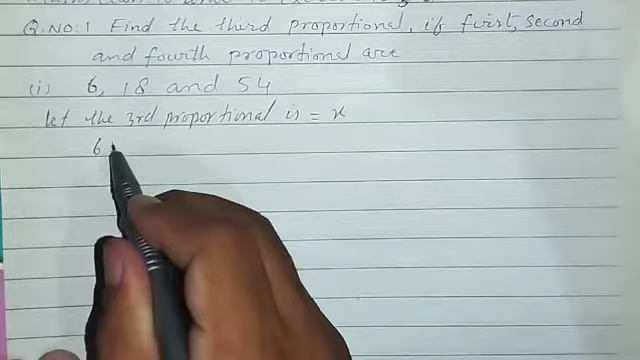 Q.NO:1 Find the third proportional, if first, second
and fourth proportional are
(i) 6, 18 and 54
let the 3rd proportional is = x
6